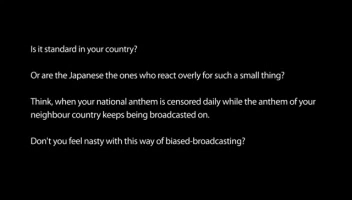 Is it standard in your country?
Or are the Japanese the ones who react overly for such a small thing?
Think, when your national anthem is censored daily while the anthem of your
neighbour country keeps being broadcasted on.
Don't you feel nasty with this way of biased-broadcasting?